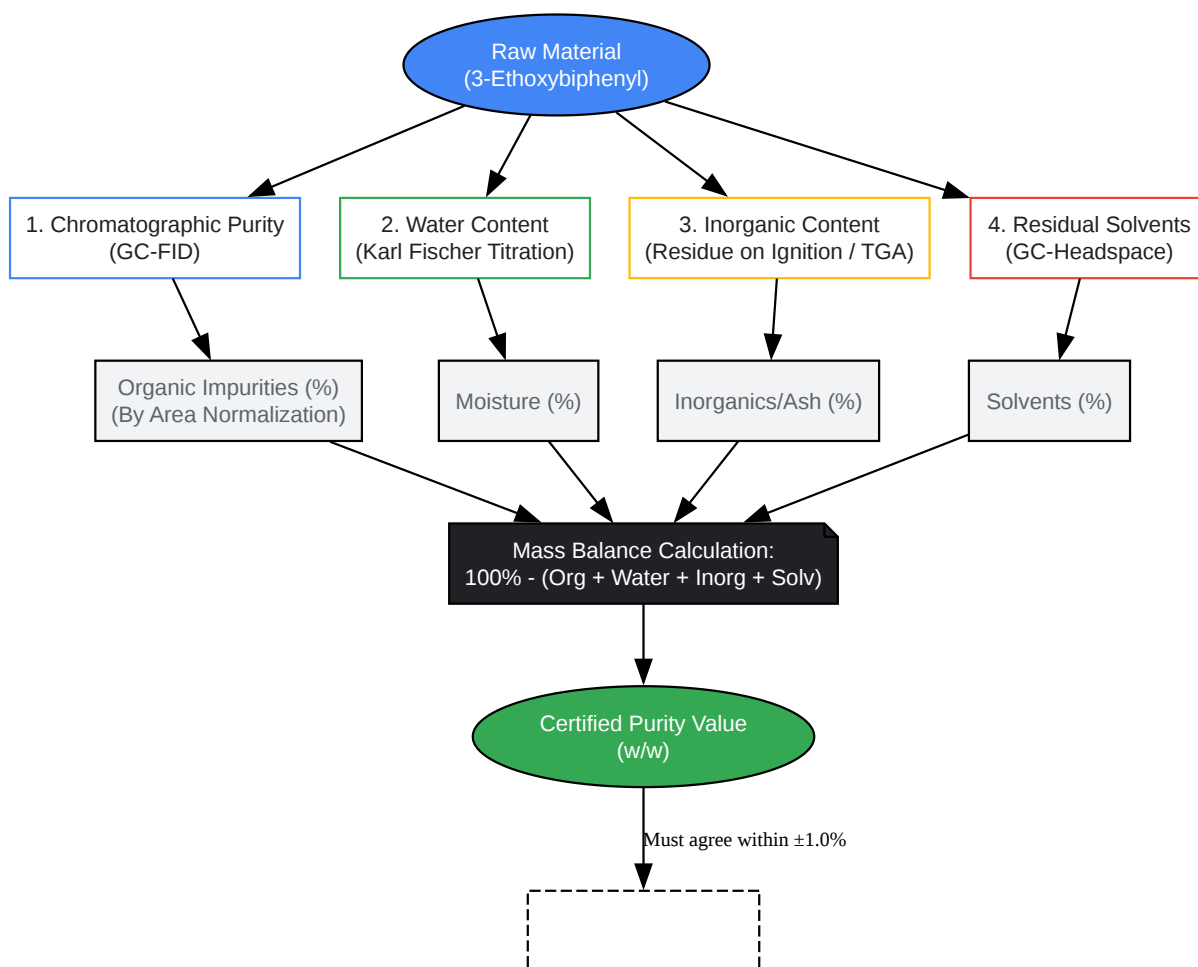 Raw Material
(3-Ethoxybiphenyl)
1. Chromatographic Purity
(GC-FID)
2. Water Content
(Karl Fischer Titration)
3. Inorganic Content
(Residue on Ignition / TGA)
4. Residual Solvents
(GC-Headspace)
Organic Impurities (%)
(By Area Normalization)
Moisture (%)
Inorganics/Ash (%)
Solvents (%)
Mass Balance Calculation:
100% - (Org + Water + Inorg + Solv)
Certified Purity Value
(w/w)
Must agree within ±1.0%